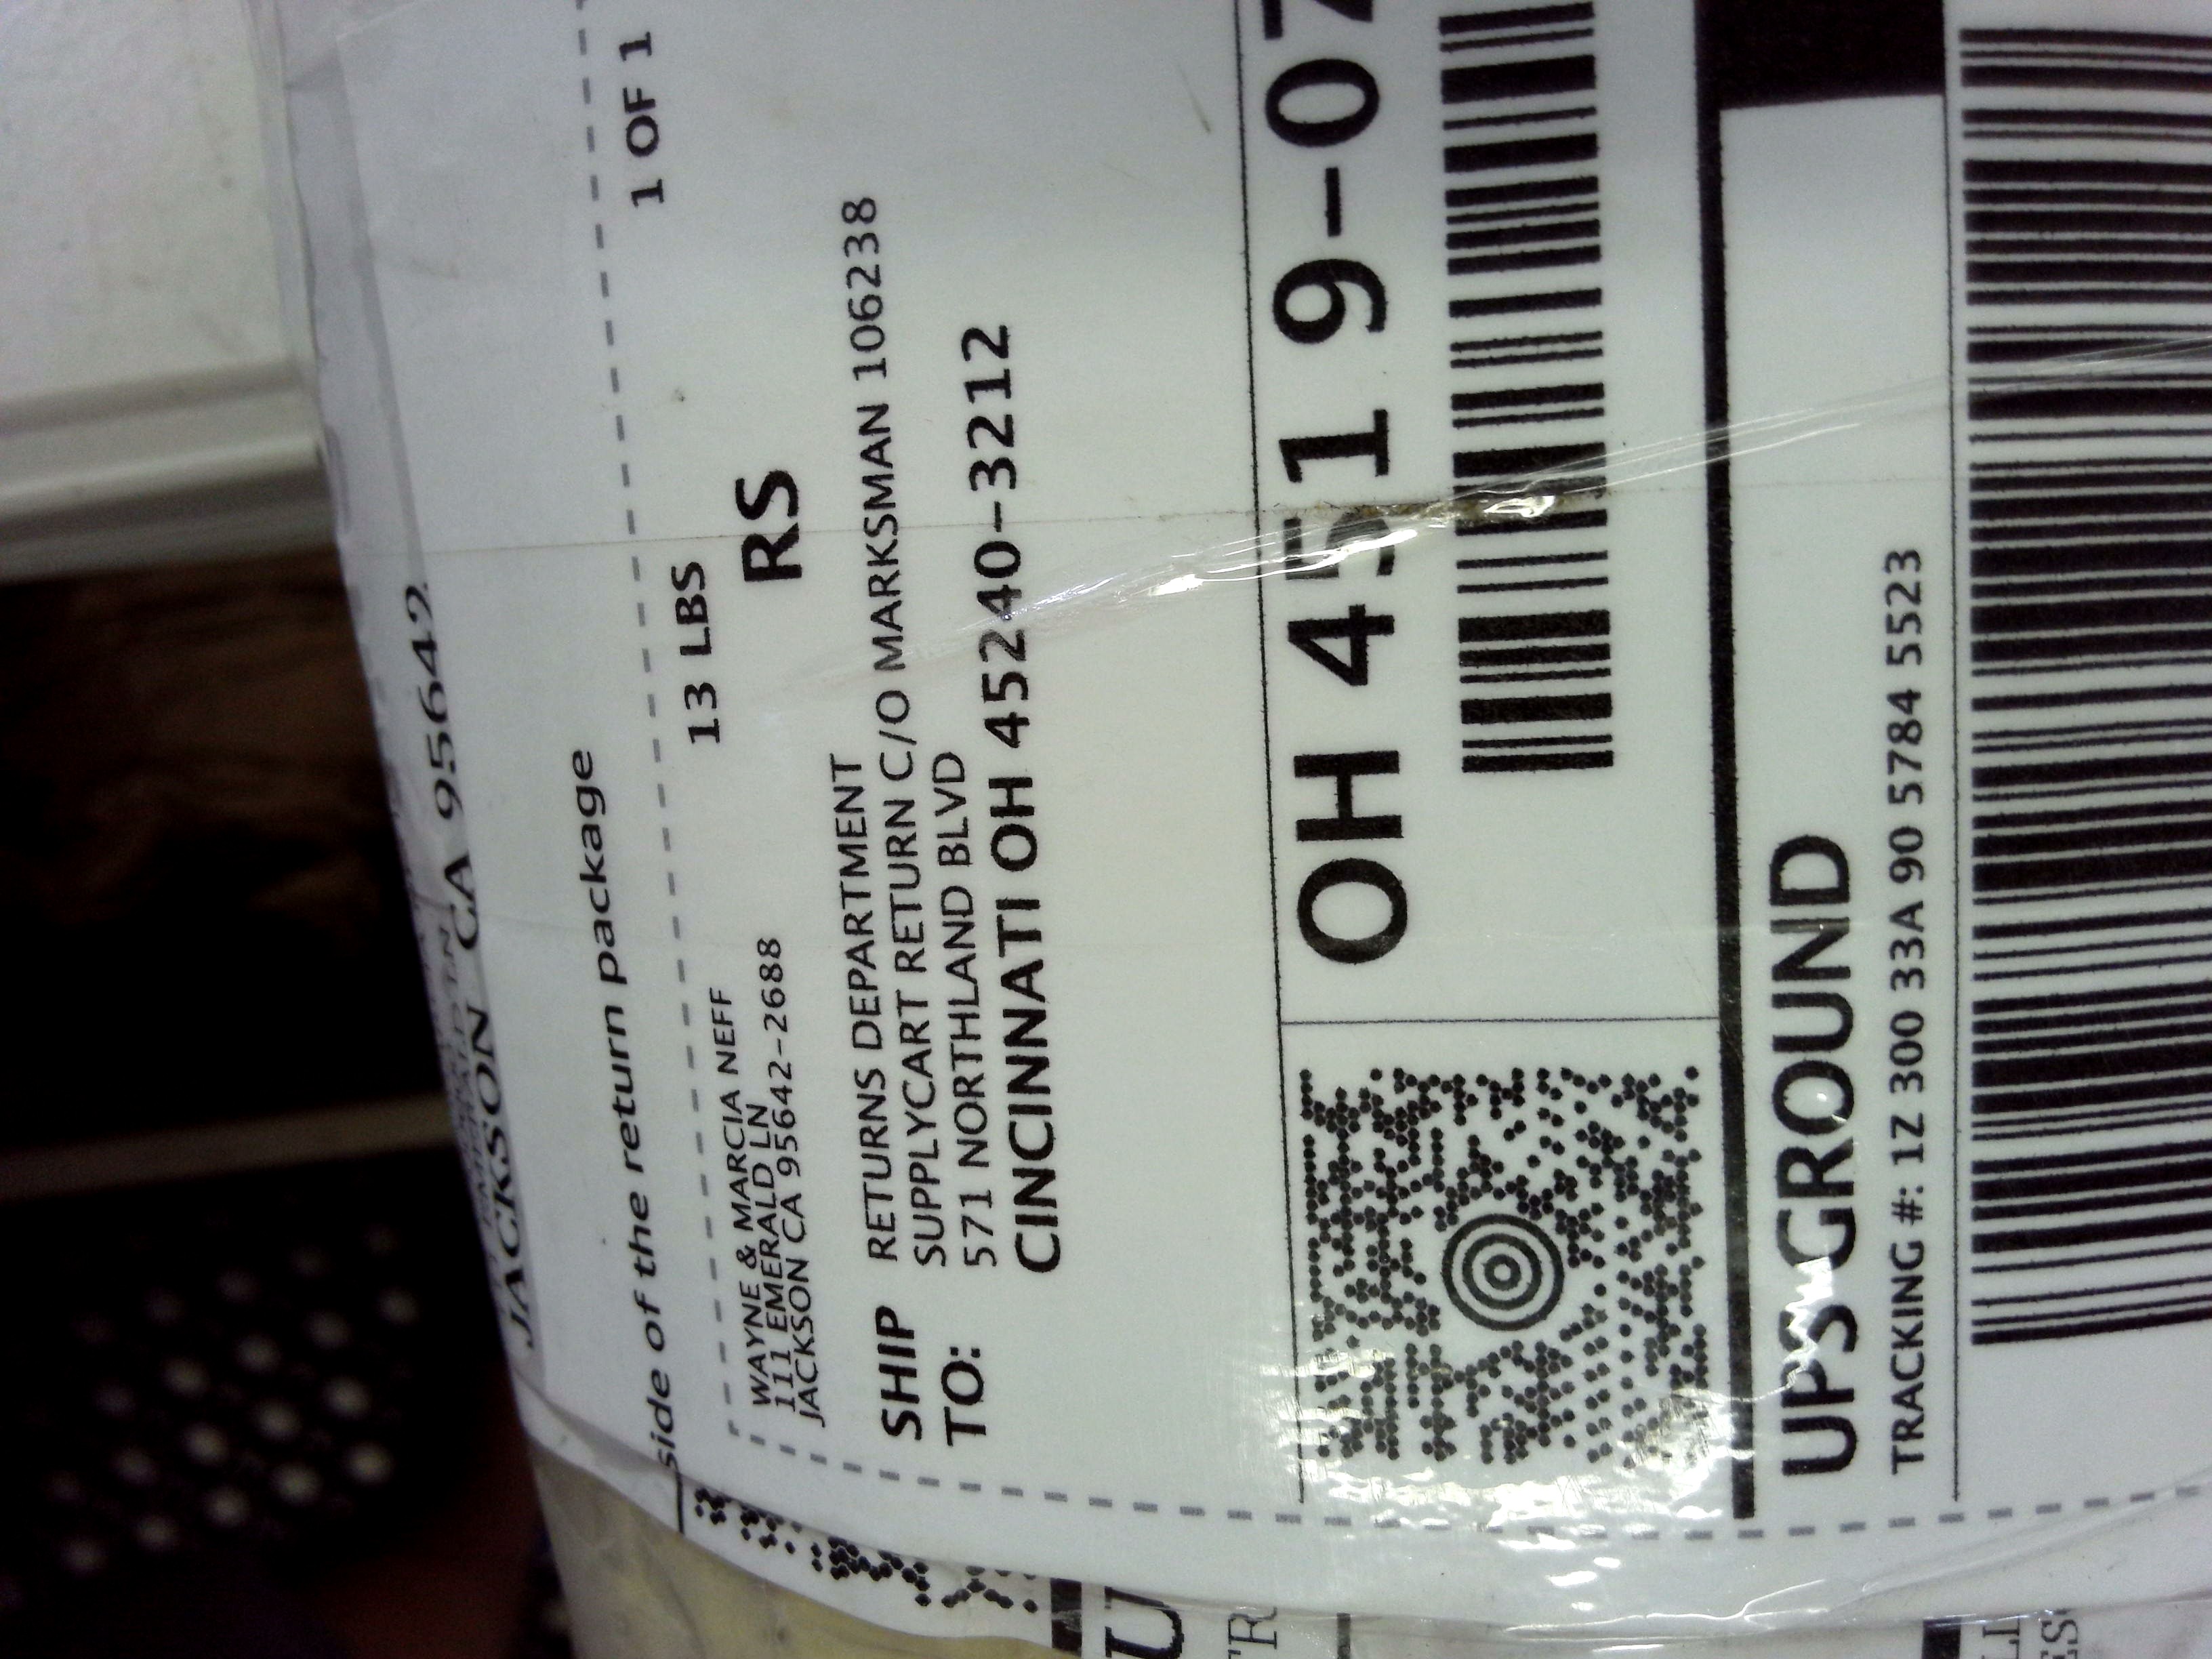 JACKSON CA 95642
side of the return package
1 OF 1
13 LBS
RS
WAYNE & MARCIA NEFF
111 EMERALD LN
JACKSON CA 95642-2688
SHIP TO:
RETURNS DEPARTMENT
SUPPLYCART RETURN C/O MARKSMAN 106238
571 NORTHLAND BLVD
CINCINNATI OH 45240-3212
OH 451 9-07
UPS GROUND
TRACKING #: 1Z 300 33A 90 5784 5523
U
TR